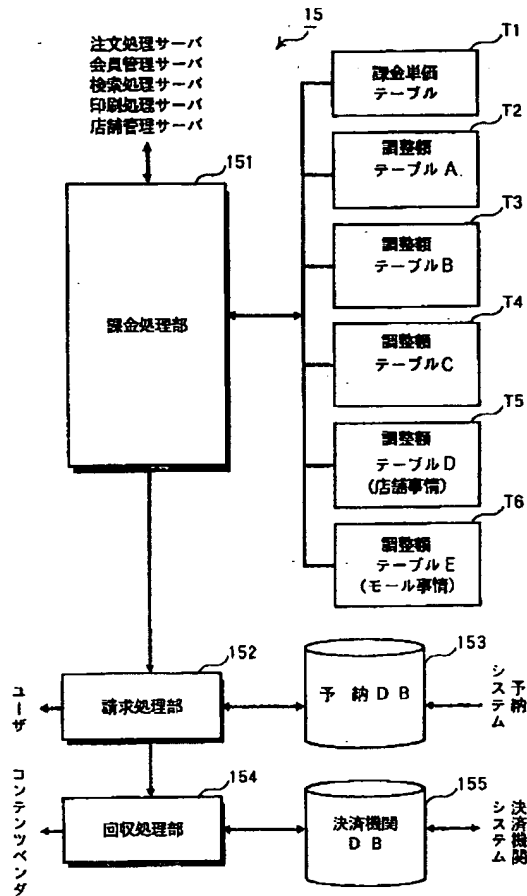 15
注文処理サーバ
会員管理サーバ
検索処理サーバ
印刷処理サーバ
店舗管理サーバ
151
課金処理部
T1
課金単価
テーブル
T2
調整額
テーブル A
T3
調整額
テーブル B
T4
調整額
テーブル C
T5
調整額
テーブル D
(店舗事情)
T6
調整額
テーブル E
(モール事情)
152
請求処理部
ユーザ
153
予 納 D B
予納
システム
154
回収処理部
コンテンツベンダ
155
決済機関
D B
決済機関
システム